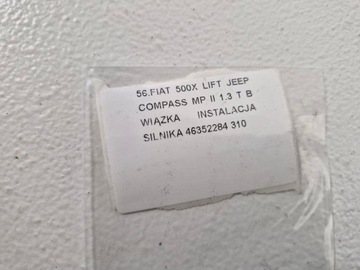 56.FIAT 500X LIFT JEEP
COMPASS MP II 1.3 T B
WIĄZKA INSTALACJA
SILNIKA 46352284 310